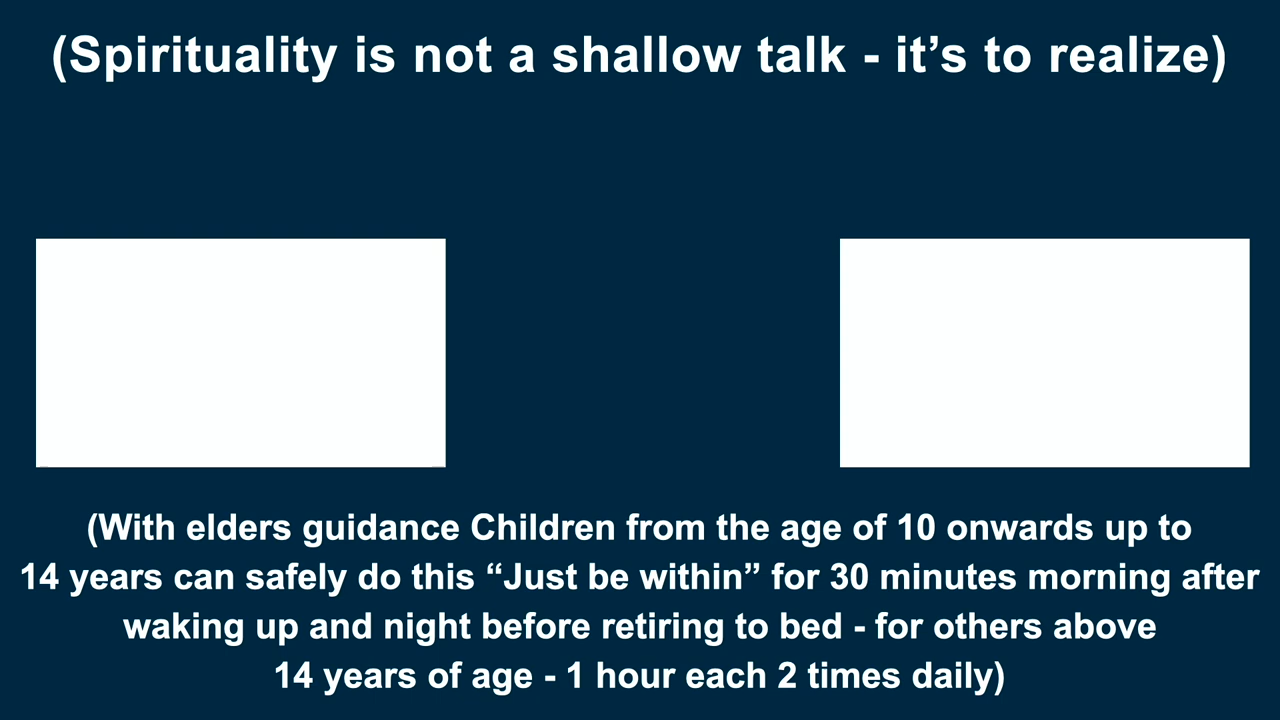 (Spirituality is not a shallow talk - it’s to realize)
(With elders guidance Children from the age of 10 onwards up to
14 years can safely do this “Just be within” for 30 minutes morning after
waking up and night before retiring to bed - for others above
14 years of age - 1 hour each 2 times daily)